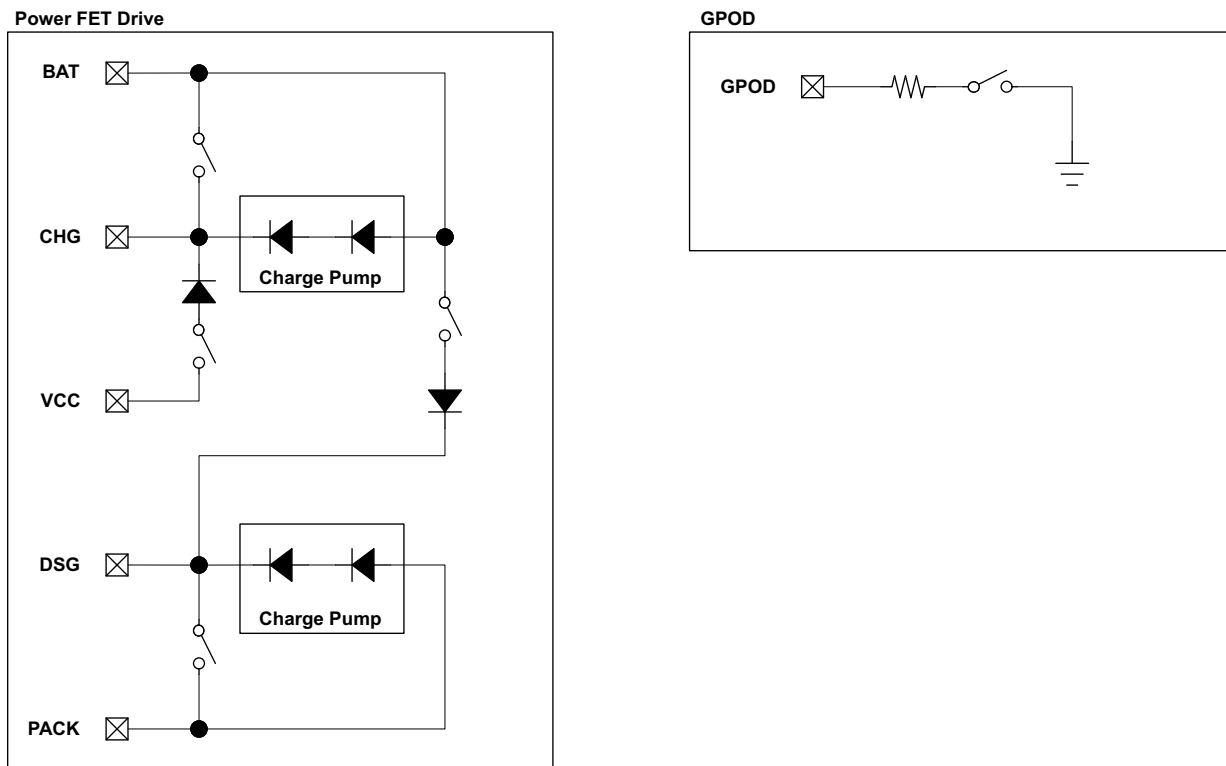 Power FET Drive
BAT
CHG
Charge Pump
VCC
DSG
Charge Pump
PACK
GPOD
GPOD